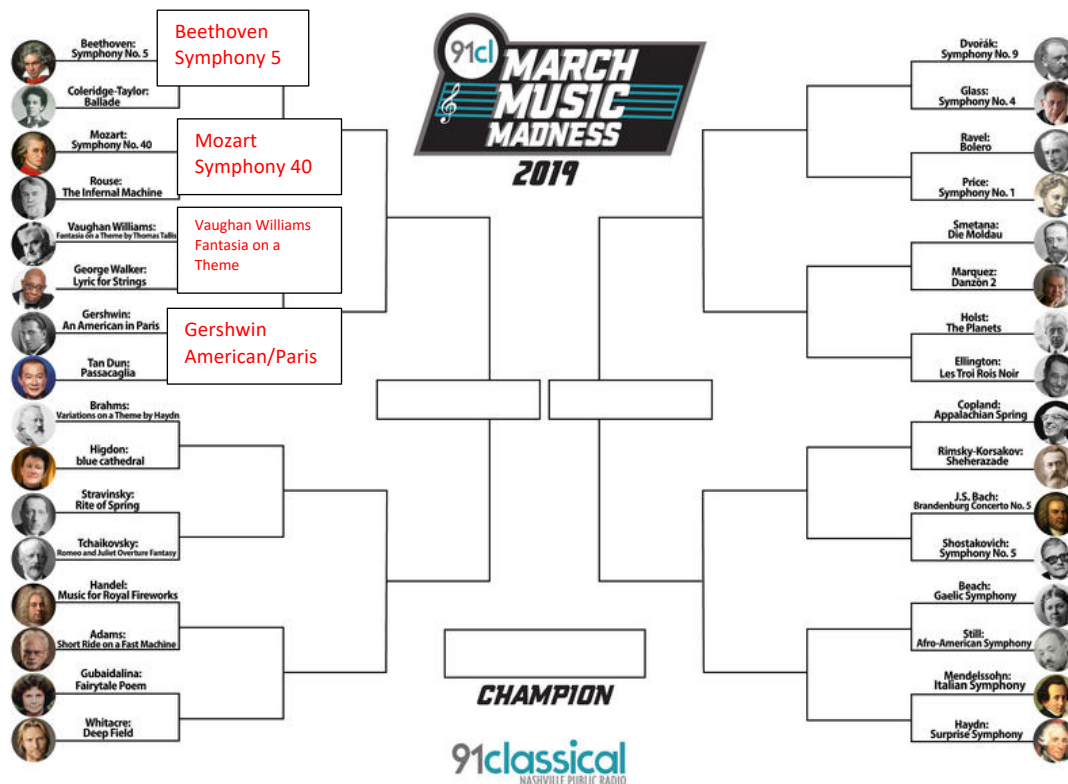 91cl
MARCH
MUSIC
MADNESS
2019
Beethoven:
Symphony No. 5
Coleridge-Taylor:
Ballade
Mozart:
Symphony No. 40
Rouse:
The Infernal Machine
Vaughan Williams:
Fantasia on a Theme by Thomas Tallis
George Walker:
Lyric for Strings
Gershwin:
An American in Paris
Tan Dun:
Passacaglia
Brahms:
Variations on a Theme by Haydn
Higdon:
blue cathedral
Stravinsky:
Rite of Spring
Tchaikovsky:
Romeo and Juliet Overture Fantasy
Handel:
Music for Royal Fireworks
Adams:
Short Ride on a Fast Machine
Gubaidalina:
Fairytale Poem
Whitacre:
Deep Field
Beethoven
Symphony 5
Mozart
Symphony 40
Vaughan Williams
Fantasia on a
Theme
Gershwin
American/Paris
Dvořák:
Symphony No. 9
Glass:
Symphony No. 4
Ravel:
Bolero
Price:
Symphony No. 1
Smetana:
Die Moldau
Marquez:
Danzón 2
Holst:
The Planets
Ellington:
Les Troi Rois Noir
Copland:
Appalachian Spring
Rimsky-Korsakov:
Sheherazade
J.S. Bach:
Brandenburg Concerto No. 5
Shostakovich:
Symphony No. 5
Beach:
Gaelic Symphony
Still:
Afro-American Symphony
Mendelssohn:
Italian Symphony
Haydn:
Surprise Symphony
CHAMPION
91classical
NASHVILLE PUBLIC RADIO